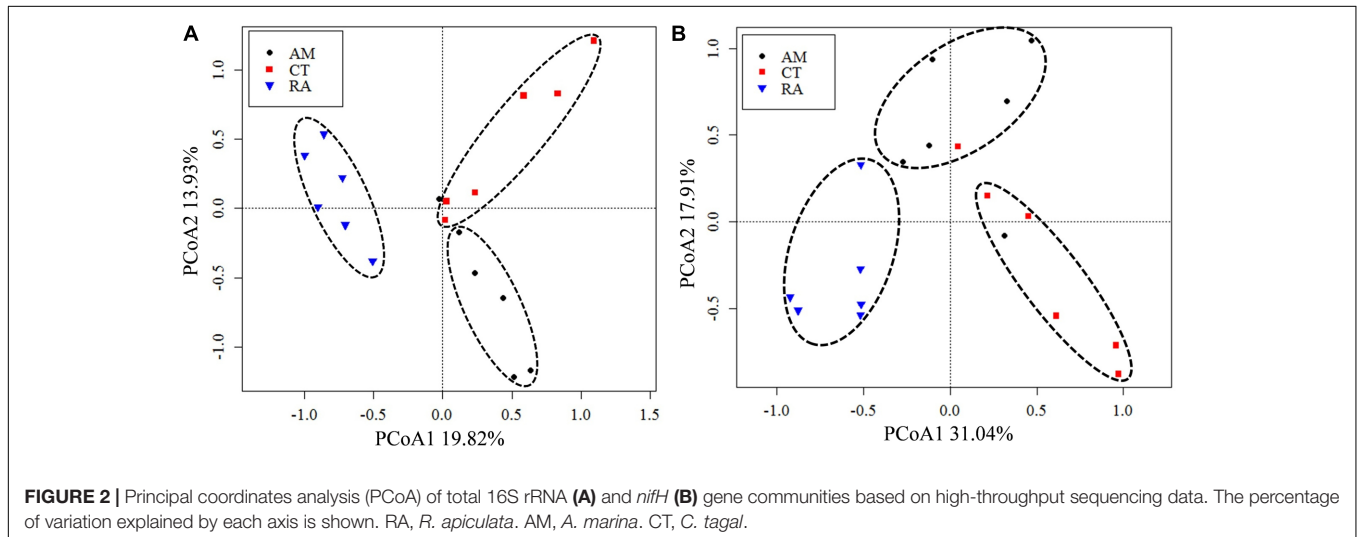 A
AM
CT
RA
PCoA2 13.93%
1.0
0.5
0.0
-0.5
-1.0
-1.0
-0.5
0.0
0.5
1.0
1.5
PCoA1 19.82%
B
AM
CT
RA
PCoA2 17.91%
1.0
0.5
0.0
-0.5
-1.0
-0.5
0.0
0.5
1.0
PCoA1 31.04%
FIGURE 2 | Principal coordinates analysis (PCoA) of total 16S rRNA (A) and nifH (B) gene communities based on high-throughput sequencing data. The percentage
of variation explained by each axis is shown. RA, R. apiculata. AM, A. marina. CT, C. tagal.